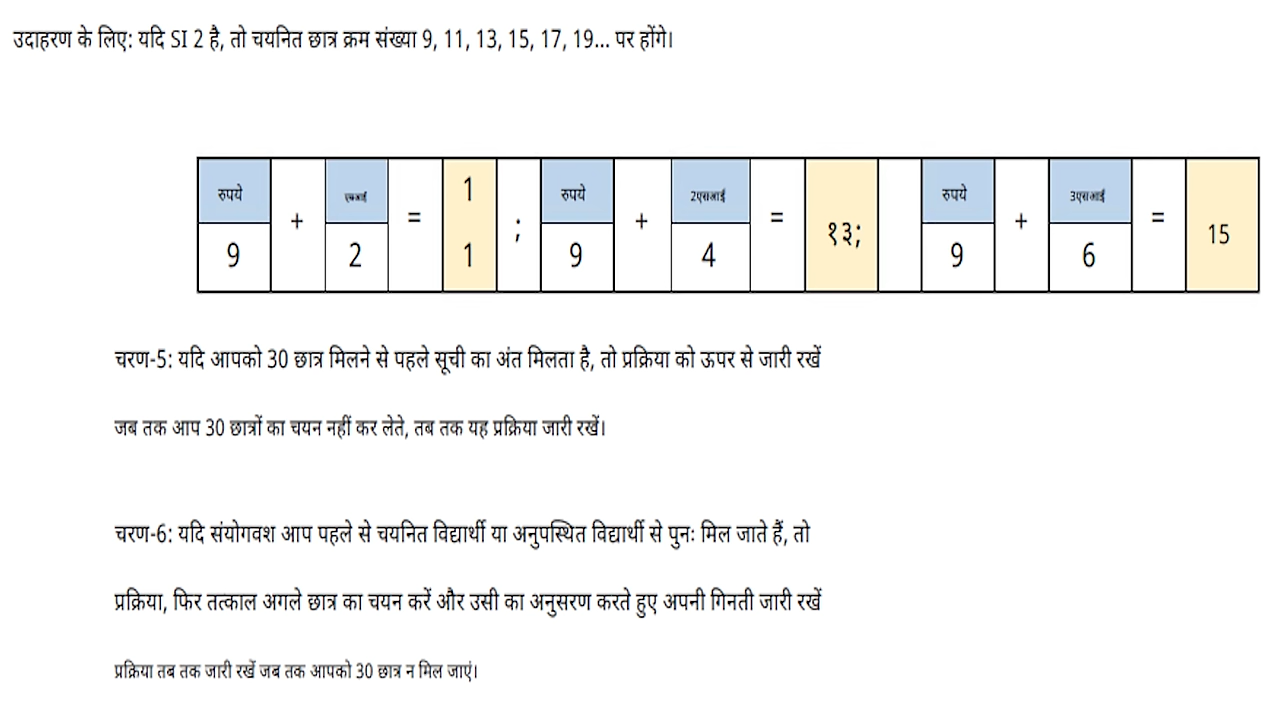 उदाहरण के लिए: यदि SI 2 है, तो चयनित छात्र क्रम संख्या 9, 11, 13, 15, 17, 19... पर होंगे।
रुपये + एसआई = 1 ; रुपये + 2एसआई = १३; रुपये + 3एसआई = 15
9 2 1 9 4 9 6
चरण-5: यदि आपको 30 छात्र मिलने से पहले सूची का अंत मिलता है, तो प्रक्रिया को ऊपर से जारी रखें
जब तक आप 30 छात्रों का चयन नहीं कर लेते, तब तक यह प्रक्रिया जारी रखें।
चरण-6: यदि संयोगवश आप पहले से चयनित विद्यार्थी या अनुपस्थित विद्यार्थी से पुनः मिल जाते हैं, तो
प्रक्रिया, फिर तत्काल अगले छात्र का चयन करें और उसी का अनुसरण करते हुए अपनी गिनती जारी रखें
प्रक्रिया तब तक जारी रखें जब तक आपको 30 छात्र न मिल जाएं।